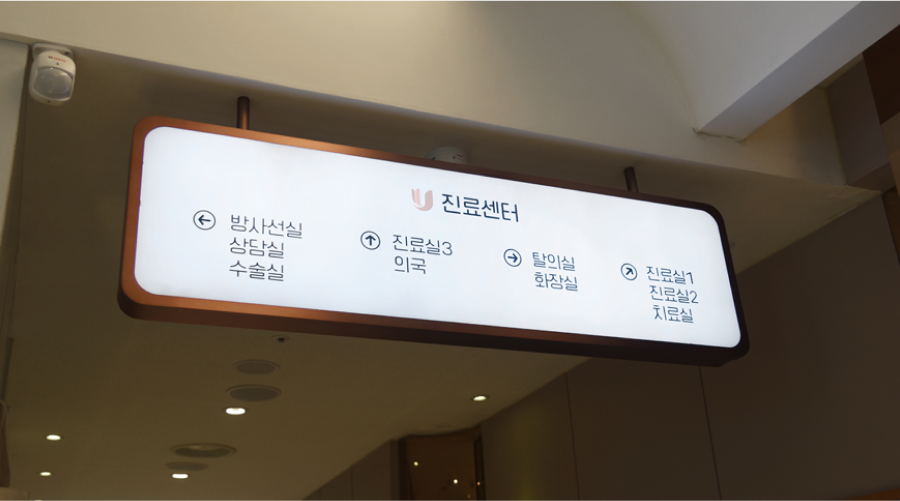 진료센터
← 방사선실
상담실
수술실
↑ 진료실3
의국
→ 탈의실
화장실
↗ 진료실1
진료실2
치료실